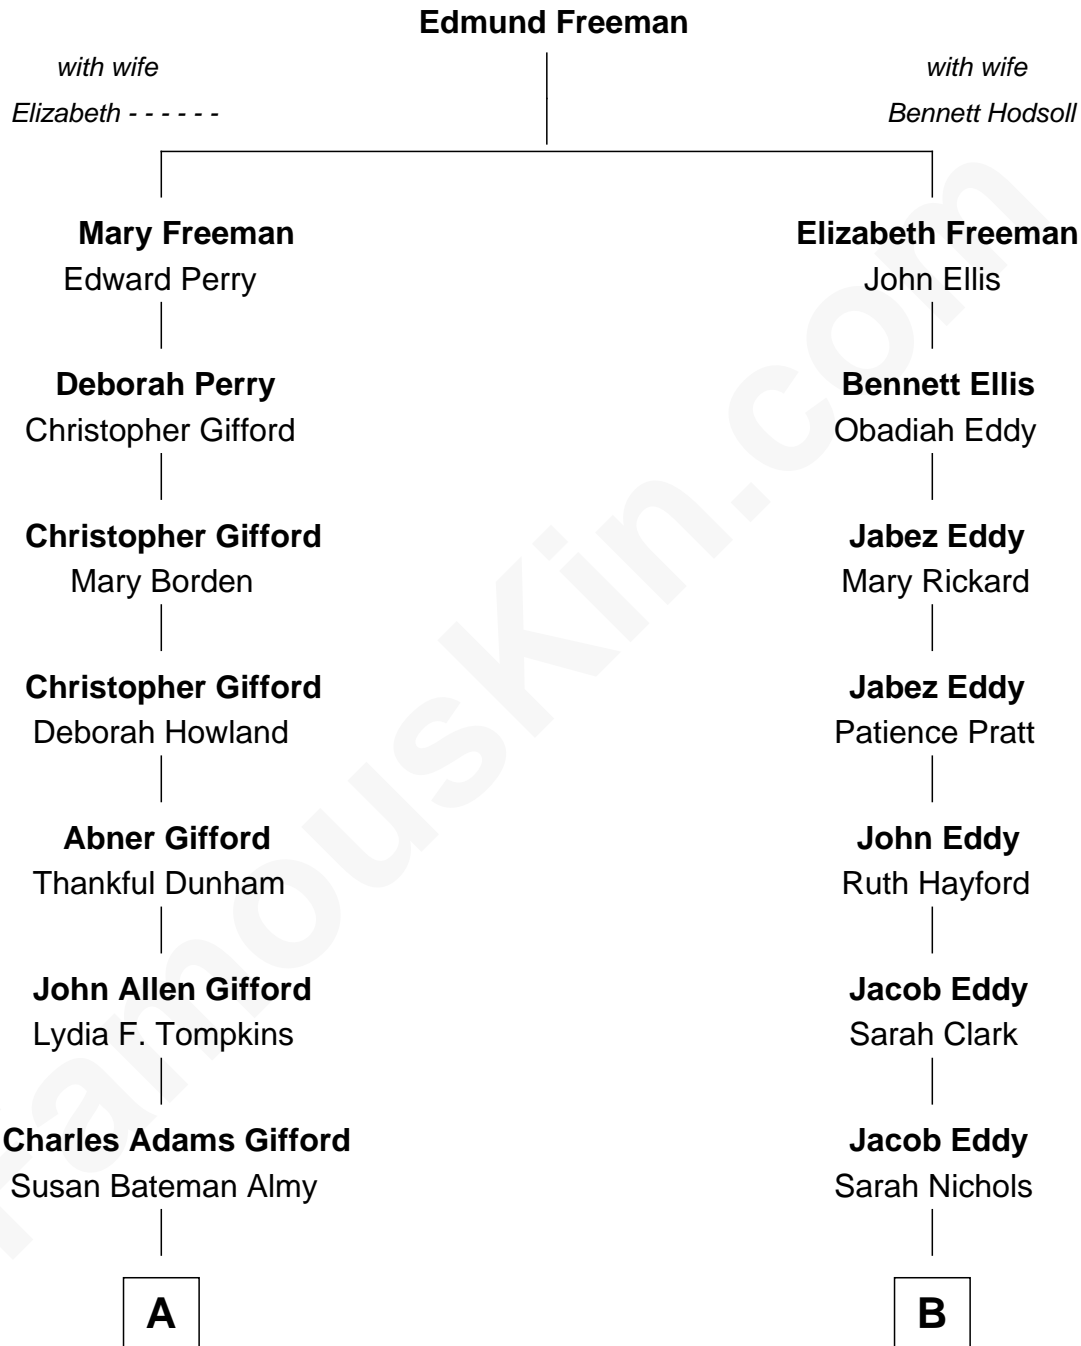 Edmund Freeman
with wife
Elizabeth - - - - - -
with wife
Bennett Hodsoll
Mary Freeman
Edward Perry
Elizabeth Freeman
John Ellis
Deborah Perry
Christopher Gifford
Bennett Ellis
Obadiah Eddy
Christopher Gifford
Mary Borden
Jabez Eddy
Mary Rickard
Christopher Gifford
Deborah Howland
Jabez Eddy
Patience Pratt
Abner Gifford
Thankful Dunham
John Eddy
Ruth Hayford
John Allen Gifford
Lydia F. Tompkins
Jacob Eddy
Sarah Clark
Charles Adams Gifford
Susan Bateman Almy
Jacob Eddy
Sarah Nichols
A
B
FamousKin.com